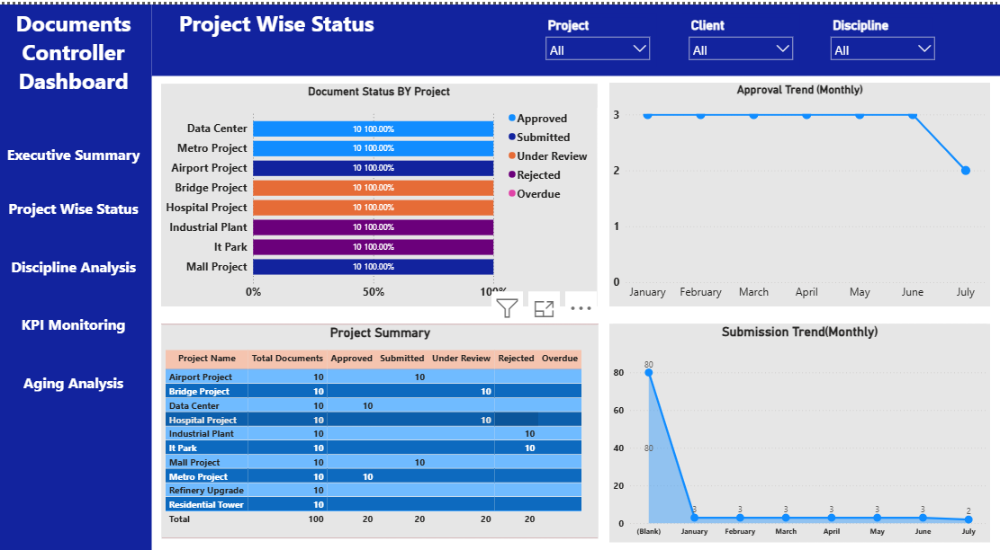 Documents
Controller
Dashboard
Executive Summary
Project Wise Status
Discipline Analysis
KPI Monitoring
Aging Analysis
Project Wise Status
Project
All
Client
All
Discipline
All
Document Status BY Project
Data Center 10 100.00%
Metro Project 10 100.00%
Airport Project 10 100.00%
Bridge Project 10 100.00%
Hospital Project 10 100.00%
Industrial Plant 10 100.00%
It Park 10 100.00%
Mall Project 10 100.00%
0% 50% 100%
Approved
Submitted
Under Review
Rejected
Overdue
Approval Trend (Monthly)
3
2
1
0
January February March April May June July
Project Summary
Project Name Total Documents Approved Submitted Under Review Rejected Overdue
Airport Project 10 10
Bridge Project 10 10
Data Center 10 10
Hospital Project 10 10
Industrial Plant 10 10
It Park 10 10
Mall Project 10 10
Metro Project 10 10
Refinery Upgrade 10
Residential Tower 10
Total 100 20 20 20 20
Submission Trend(Monthly)
80
80
60
40
80
20
0
3 3 3 3 3 3 2
(Blank) January February March April May June July